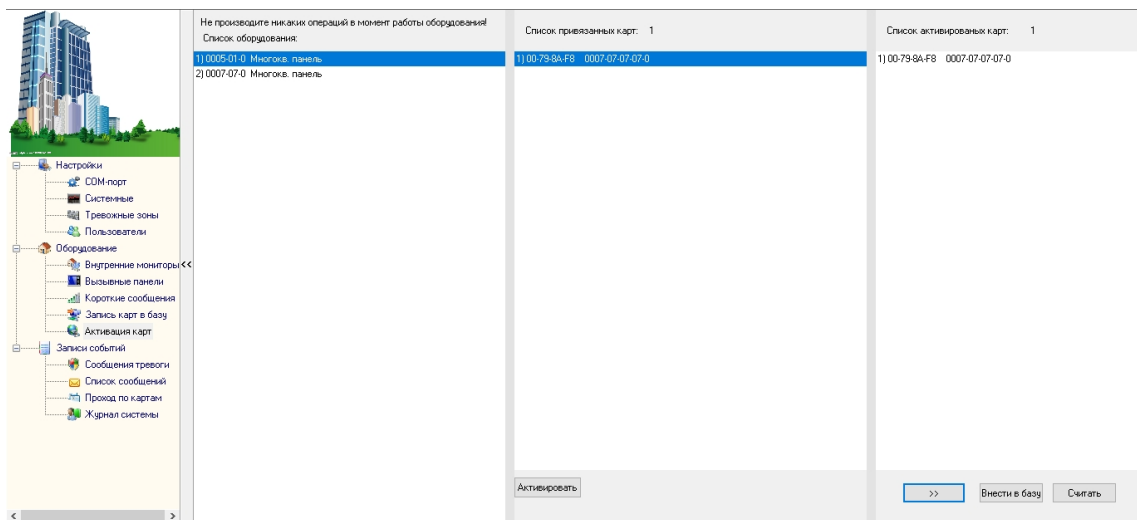 Не производите никаких операций в момент работы оборудования!
Список оборудования:
1) 0005-01-0 Многокв. панель
2) 0007-07-0 Многокв. панель
Список привязанных карт: 1
1) 00-79-8A-F8 0007-07-07-07-0
Активировать
Список активированых карт: 1
1) 00-79-8A-F8 0007-07-07-07-0
>>
Внести в базу
Считать
Настройки
COM-порт
Системные
Тревожные зоны
Пользователи
Оборудование
Внутренние мониторы
<<
Вызывные панели
Короткие сообщения
Запись карт в базу
Активация карт
Записи событий
Сообщения тревоги
Список сообщений
Проход по картам
Журнал системы